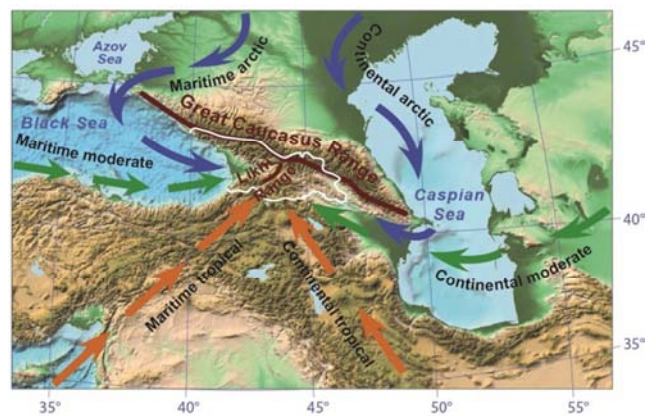 Azov
Sea
45°
Maritime arctic
Continental arctic
Great Caucasus Range
Black Sea
Maritime moderate
Likhi
Range
Caspian
Sea
40°
Maritime tropical
Continental tropical
Continental moderate
35°
35°
40°
45°
50°
55°